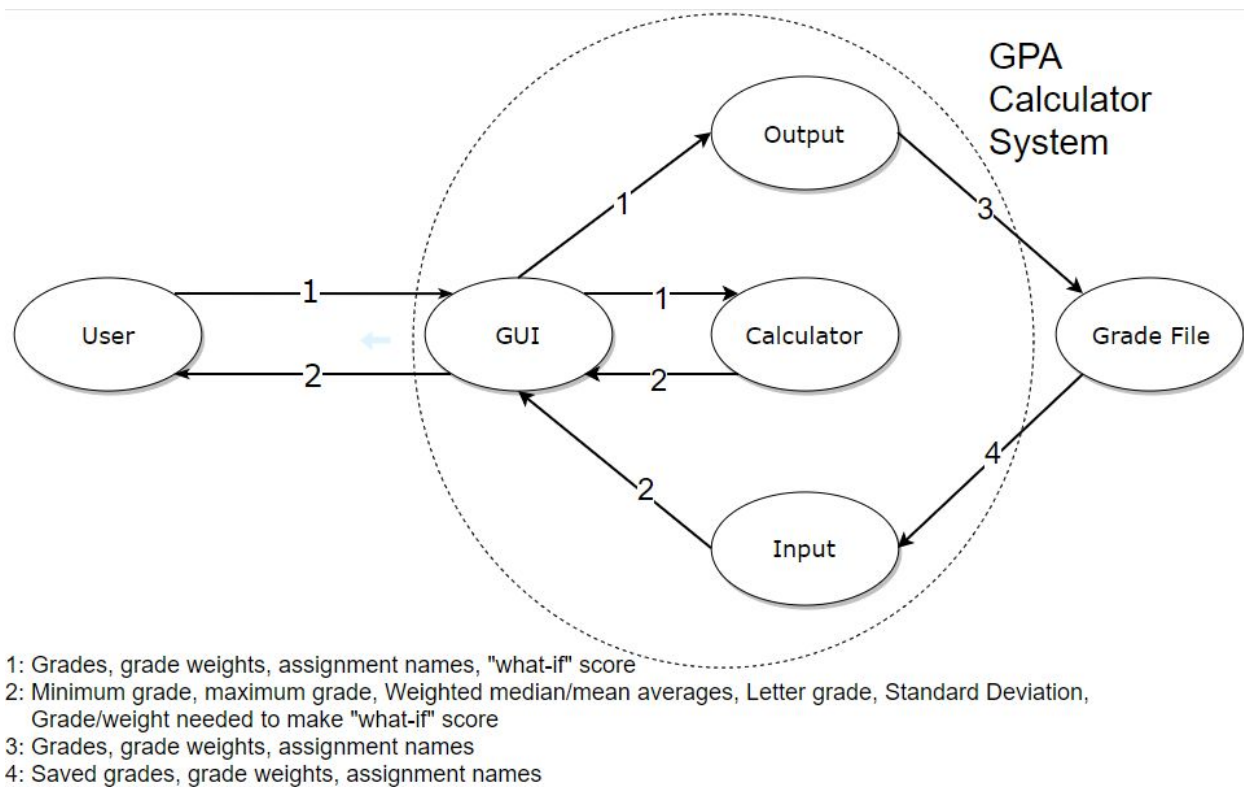 GPA
Calculator
System
Output
1
3
User
1
GUI
1
Calculator
Grade File
2
2
4
2
Input
1: Grades, grade weights, assignment names, "what-if" score
2: Minimum grade, maximum grade, Weighted median/mean averages, Letter grade, Standard Deviation,
Grade/weight needed to make "what-if" score
3: Grades, grade weights, assignment names
4: Saved grades, grade weights, assignment names